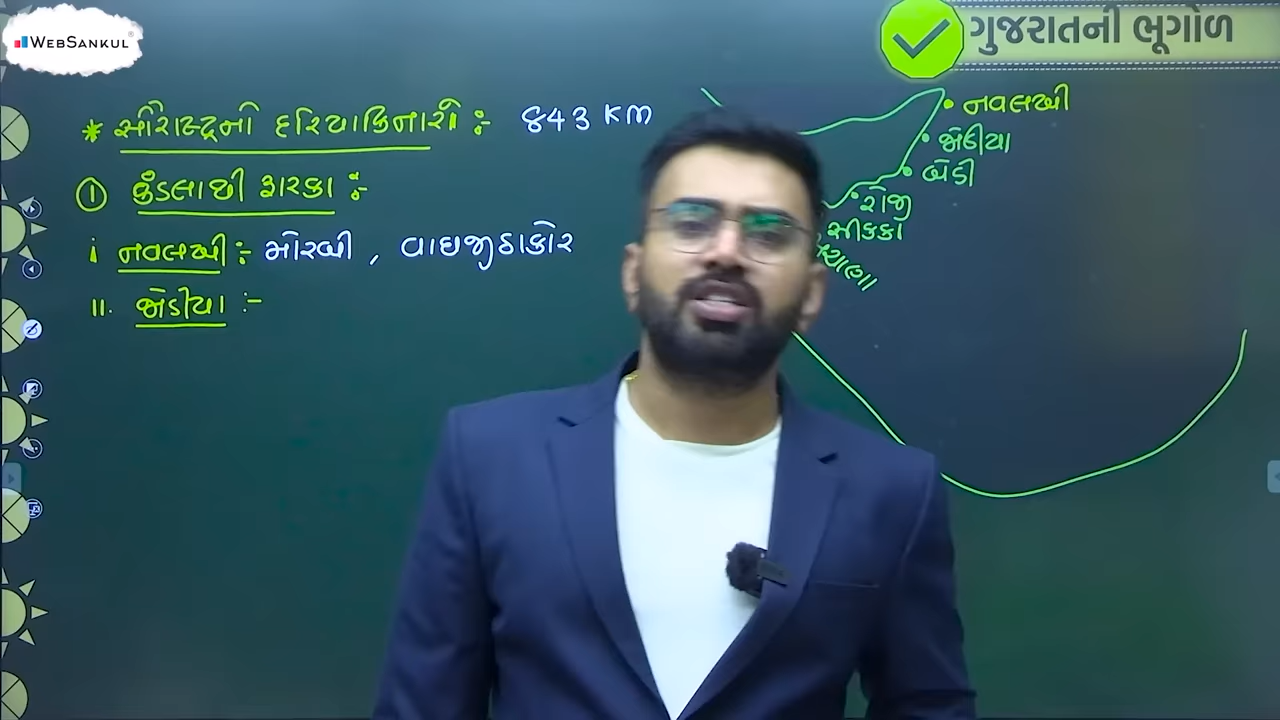 WEBSANKUL
ગુજરાતની ભૂગોળ
* સૌરાષ્ટ્રનો દરિયાકિનારો :- 843 KM
① કંડલાથી દ્વારકા :-
i નવલખી :- મોરબી , વાઘજીઠાકોર
II. જોડીયા :-
નવલખી
જોડીયા
બેડી
રોજી
સીક્કા